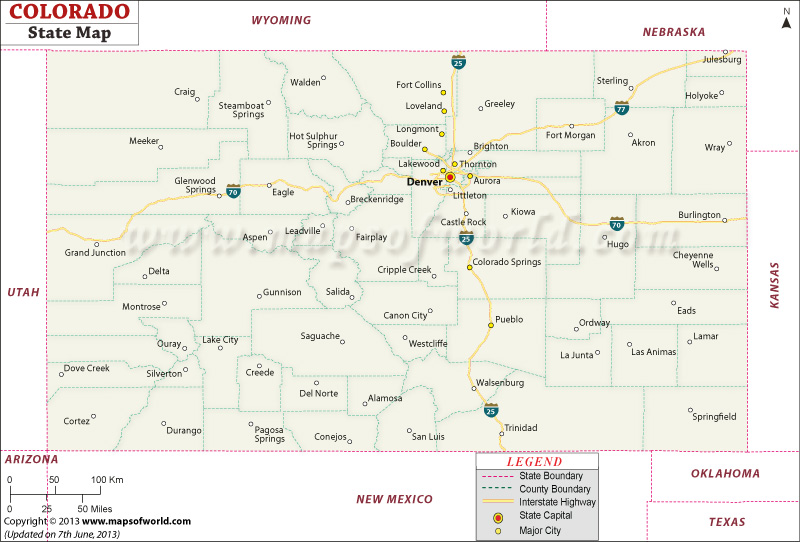 COLORADO
State Map
WYOMING
NEBRASKA
N
Julesburg
25
Walden
Fort Collins
Sterling
Craig
Holyoke
Steamboat
Springs
Loveland
Greeley
77
Longmont
Fort Morgan
Hot Sulphur
Springs
Meeker
Boulder
Brighton
Akron
Wray
Lakewood
Thornton
Denver
Aurora
Glenwood
Springs
70
Eagle
Littleton
Breckenridge
Castle Rock
Kiowa
Burlington
70
www.mapsofworld.com
Leadville
Aspen
Fairplay
25
Hugo
Grand Junction
Cheyenne
Wells
Colorado Springs
Delta
Cripple Creek
UTAH
KANSAS
Gunnison
Salida
Montrose
Canon City
Eads
Pueblo
Ordway
Saguache
Lake City
Ouray
Westcliffe
Lamar
La Junta
Las Animas
Dove Creek
Silverton
Creede
Walsenburg
Del Norte
Alamosa
25
Springfield
Cortez
Durango
Pagosa
Springs
Conejos
San Luis
Trinidad
ARIZONA
NEW MEXICO
OKLAHOMA
TEXAS
0 50 100 Km
0 25 50 Miles
Copyright © 2013 www.mapsofworld.com
(Updated on 7th June, 2013)
LEGEND
State Boundary
County Boundary
Interstate Highway
State Capital
Major City